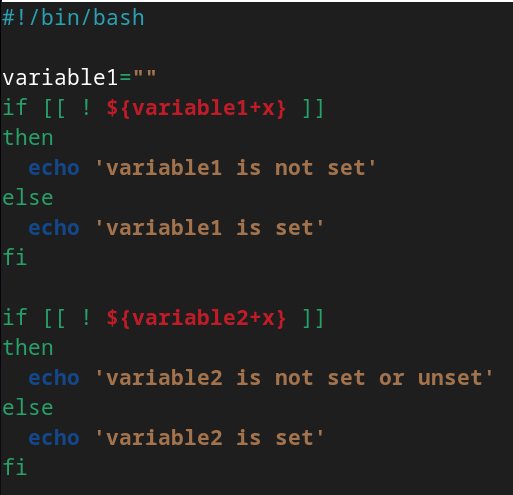 #!/bin/bash

variable1=""
if [[ ! ${variable1+x} ]]
then
  echo 'variable1 is not set'
else
  echo 'variable1 is set'
fi

if [[ ! ${variable2+x} ]]
then
  echo 'variable2 is not set or unset'
else
  echo 'variable2 is set'
fi